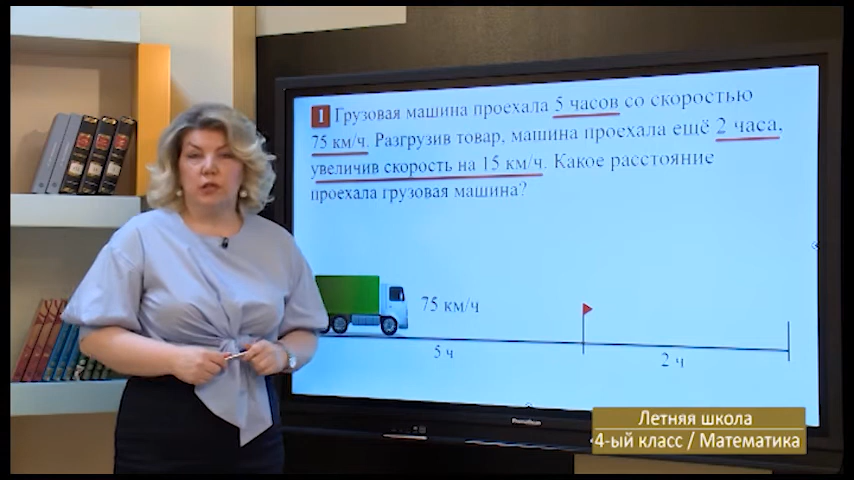 1 Грузовая машина проехала 5 часов со скоростью
75 км/ч. Разгрузив товар, машина проехала ещё 2 часа,
увеличив скорость на 15 км/ч. Какое расстояние
проехала грузовая машина?
75 км/ч
5 ч
2 ч
Promethean
Летняя школа
4-ый класс / Математика